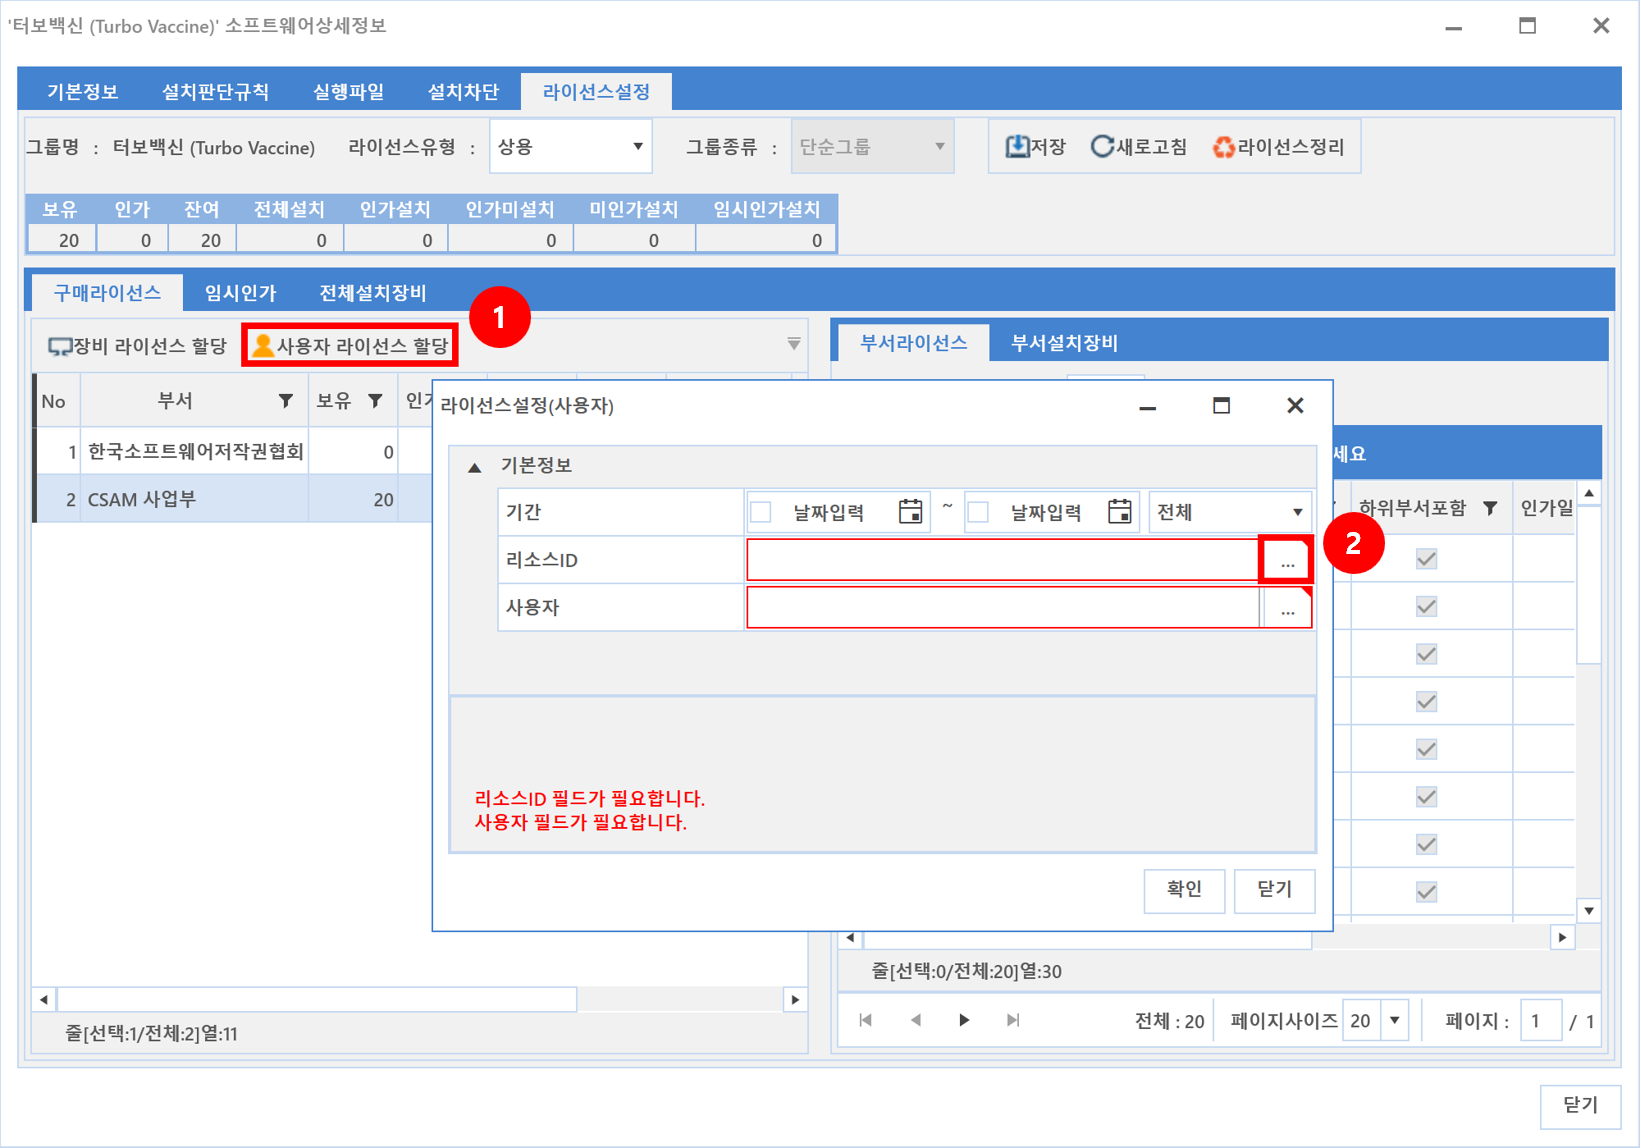 '터보백신 (Turbo Vaccine)' 소프트웨어상세정보
기본정보 설치판단규칙 실행파일 설치차단 라이선스설정
그룹명 : 터보백신 (Turbo Vaccine) 라이선스유형 : 상용 그룹종류 : 단순그룹 저장 새로고침 라이선스정리
보유 인가 잔여 전체설치 인가설치 인가미설치 미인가설치 임시인가설치
20 0 20 0 0 0 0 0
구매라이선스 임시인가 전체설치장비
1
장비 라이선스 할당 사용자 라이선스 할당
부서라이선스 부서설치장비
No 부서 보유
1 한국소프트웨어저작권협회 0
2 CSAM 사업부 20
라이선스설정(사용자)
기본정보
기간 날짜입력 ~ 날짜입력 전체
리소스ID ...
2
사용자 ...
리소스ID 필드가 필요합니다.
사용자 필드가 필요합니다.
확인 닫기
세요
하위부서포함 인가일
줄[선택:0/전체:20]열:30
전체 : 20 페이지사이즈 20 페이지 : 1 / 1
줄[선택:1/전체:2]열:11
닫기